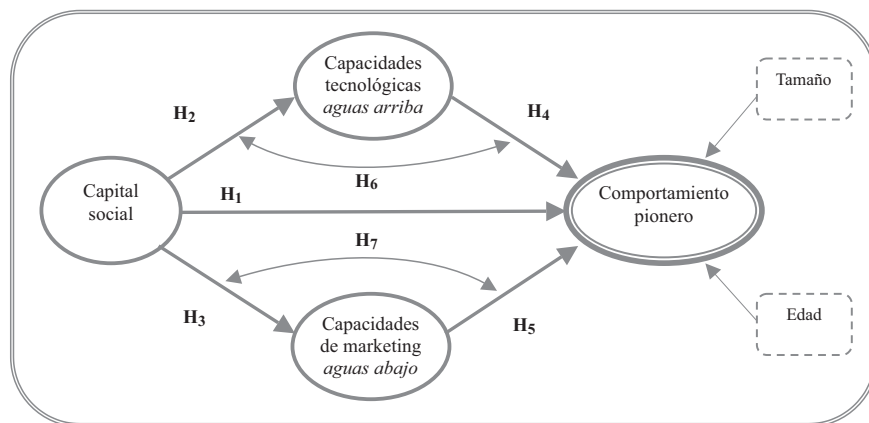 Capacidades
tecnológicas
aguas arriba
Tamaño
H2
H4
H6
Capital
social
H1
Comportamiento
pionero
H7
H3
Capacidades
de marketing
aguas abajo
H5
Edad